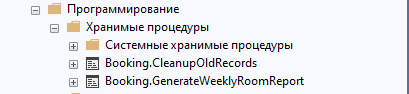 Программирование
Хранимые процедуры
Системные хранимые процедуры
Booking.CleanupOldRecords
Booking.GenerateWeeklyRoomReport